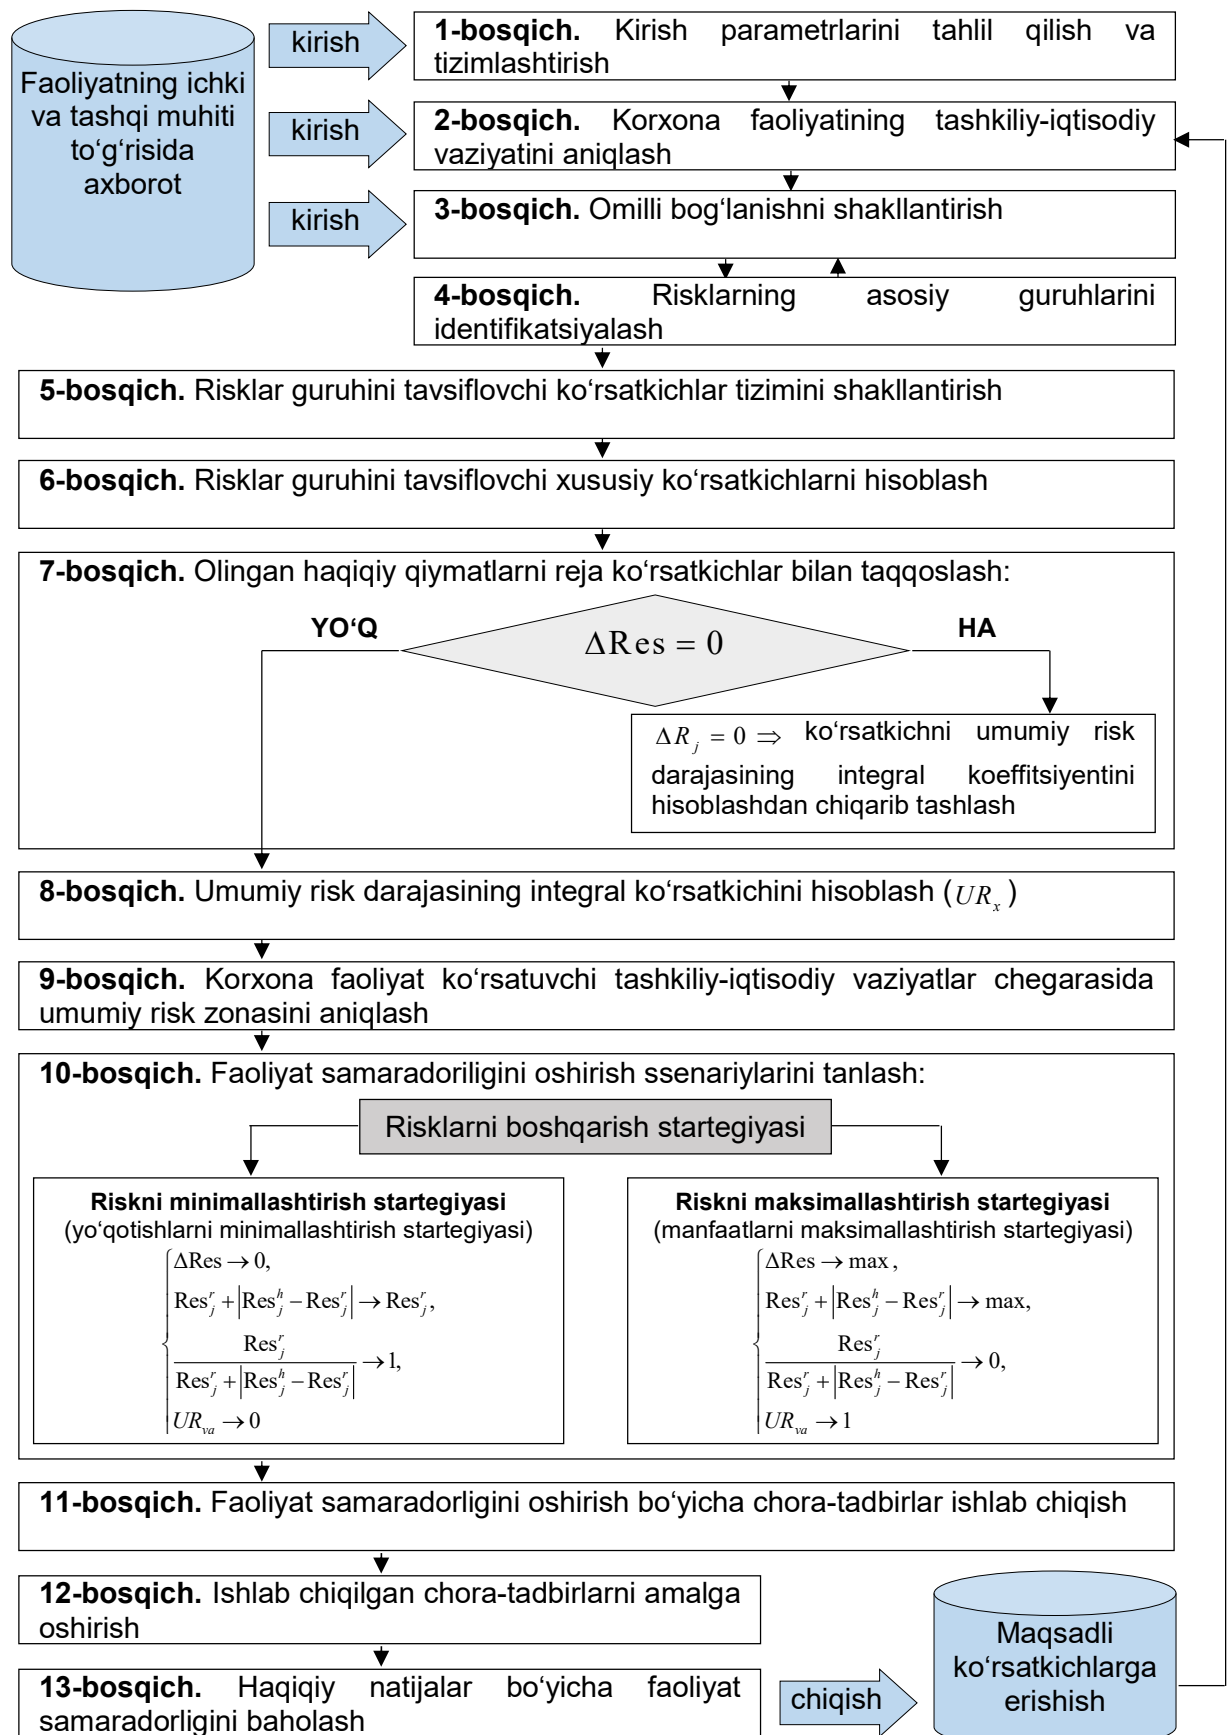 Faoliyatning ichki
va tashqi muhiti
to‘g‘risida
axborot
kirish
1-bosqich. Kirish parametrlarini tahlil qilish va
tizimlashtirish
kirish
2-bosqich. Korxona faoliyatining tashkiliy-iqtisodiy
vaziyatini aniqlash
kirish
3-bosqich. Omilli bog‘lanishni shakllantirish
4-bosqich. Risklarning asosiy guruhlarini
identifikatsiyalash
5-bosqich. Risklar guruhini tavsiflovchi ko‘rsatkichlar tizimini shakllantirish
6-bosqich. Risklar guruhini tavsiflovchi xususiy ko‘rsatkichlarni hisoblash
7-bosqich. Olingan haqiqiy qiymatlarni reja ko‘rsatkichlar bilan taqqoslash:
YO‘Q
ΔRes = 0
HA
ΔR_j = 0 ⇒ ko‘rsatkichni umumiy risk
darajasining integral koeffitsiyentini
hisoblashdan chiqarib tashlash
8-bosqich. Umumiy risk darajasining integral ko‘rsatkichini hisoblash (UR_x)
9-bosqich. Korxona faoliyat ko‘rsatuvchi tashkiliy-iqtisodiy vaziyatlar chegarasida
umumiy risk zonasini aniqlash
10-bosqich. Faoliyat samaradoriligini oshirish ssenariylarini tanlash:
Risklarni boshqarish startegiyasi
Riskni minimallashtirish startegiyasi
(yo‘qotishlarni minimallashtirish startegiyasi)
ΔRes → 0,
Res_j^r + |Res_j^h − Res_j^r| → Res_j^r,
Res_j^r / (Res_j^r + |Res_j^h − Res_j^r|) → 1,
UR_va → 0
Riskni maksimallashtirish startegiyasi
(manfaatlarni maksimallashtirish startegiyasi)
ΔRes → max,
Res_j^r + |Res_j^h − Res_j^r| → max,
Res_j^r / (Res_j^r + |Res_j^h − Res_j^r|) → 0,
UR_va → 1
11-bosqich. Faoliyat samaradorligini oshirish bo‘yicha chora-tadbirlar ishlab chiqish
12-bosqich. Ishlab chiqilgan chora-tadbirlarni amalga
oshirish
13-bosqich. Haqiqiy natijalar bo‘yicha faoliyat
samaradorligini baholash
chiqish
Maqsadli
ko‘rsatkichlarga
erishish